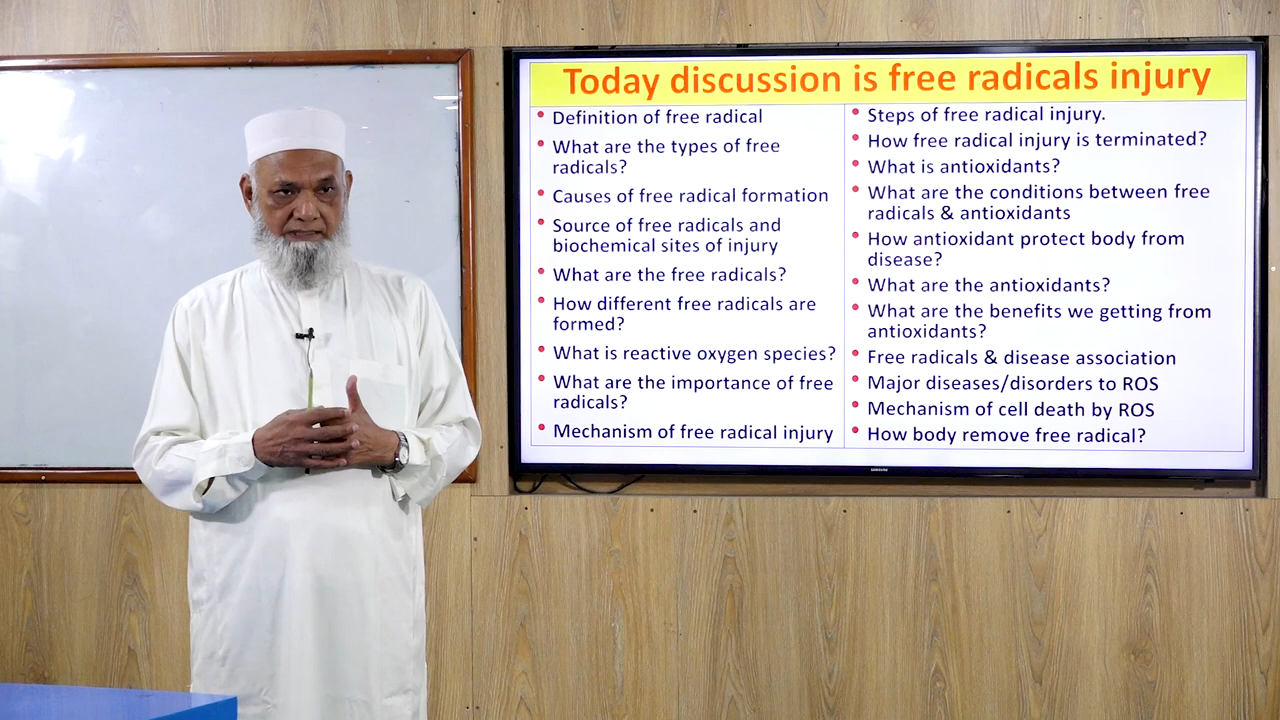 Today discussion is free radicals injury
Definition of free radical
What are the types of free
radicals?
Causes of free radical formation
Source of free radicals and
biochemical sites of injury
What are the free radicals?
How different free radicals are
formed?
What is reactive oxygen species?
What are the importance of free
radicals?
Mechanism of free radical injury
Steps of free radical injury.
How free radical injury is terminated?
What is antioxidants?
What are the conditions between free
radicals & antioxidants
How antioxidant protect body from
disease?
What are the antioxidants?
What are the benefits we getting from
antioxidants?
Free radicals & disease association
Major diseases/disorders to ROS
Mechanism of cell death by ROS
How body remove free radical?
SAMSUNG